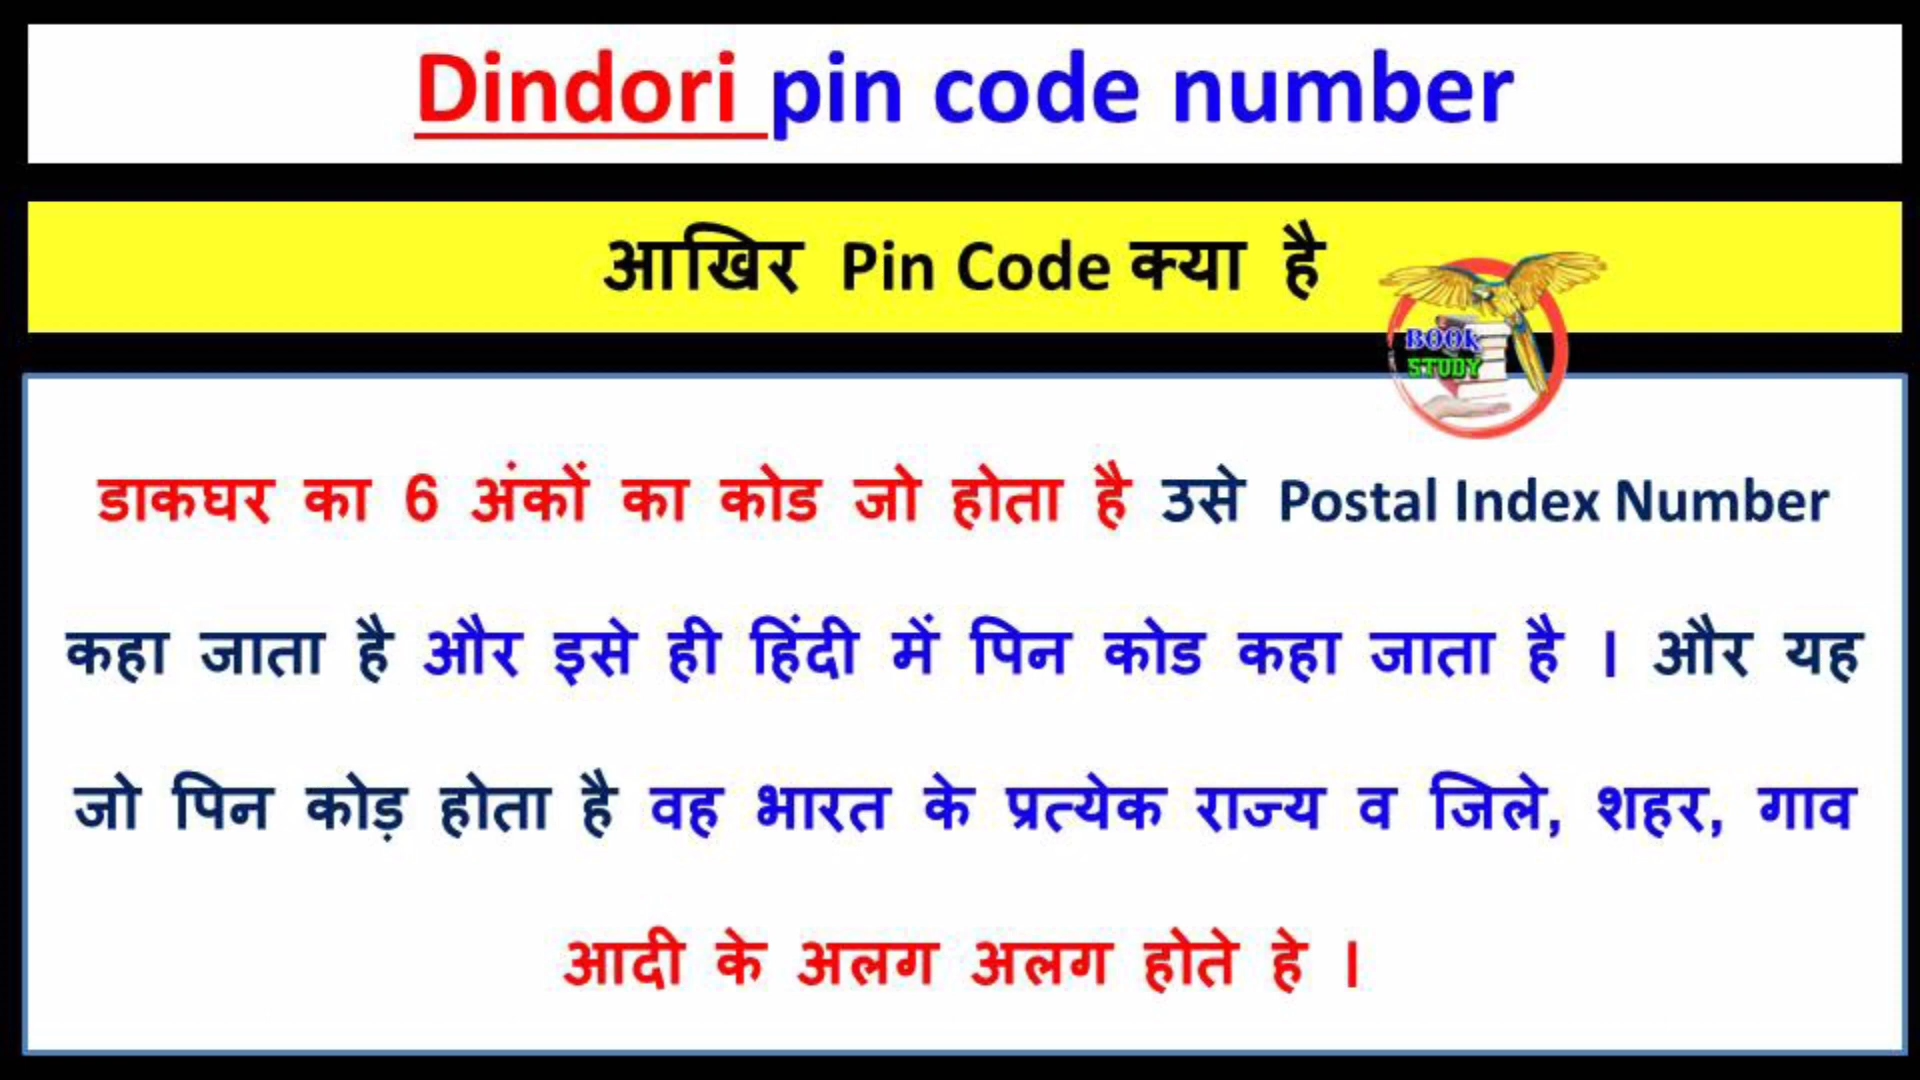 Dindori pin code number
आखिर Pin Code क्या है
BOOK
STUDY
डाकघर का 6 अंकों का कोड जो होता है उसे Postal Index Number
कहा जाता है और इसे ही हिंदी में पिन कोड कहा जाता है । और यह
जो पिन कोड़ होता है वह भारत के प्रत्येक राज्य व जिले, शहर, गाव
आदी के अलग अलग होते हे ।